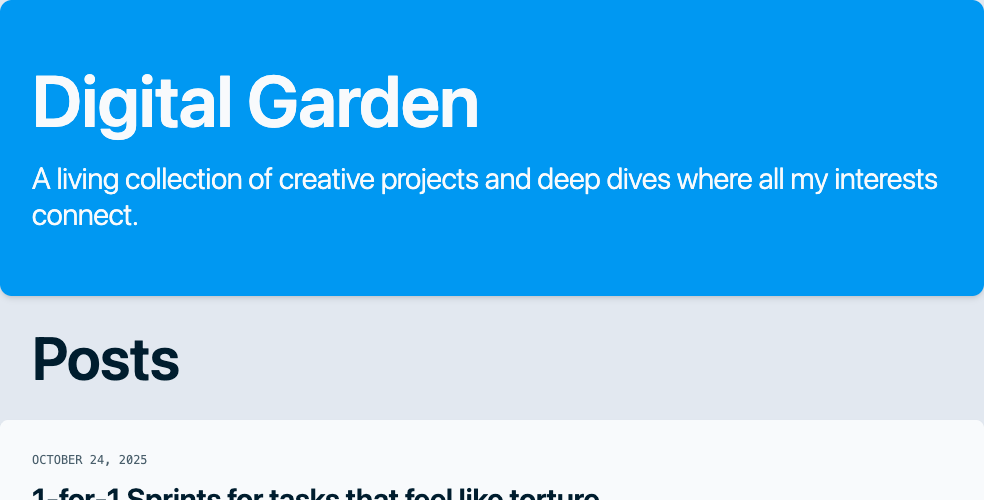 Digital Garden
A living collection of creative projects and deep dives where all my interests
connect.
Posts
OCTOBER 24, 2025
1-for-1 Sprints for tasks that feel like torture